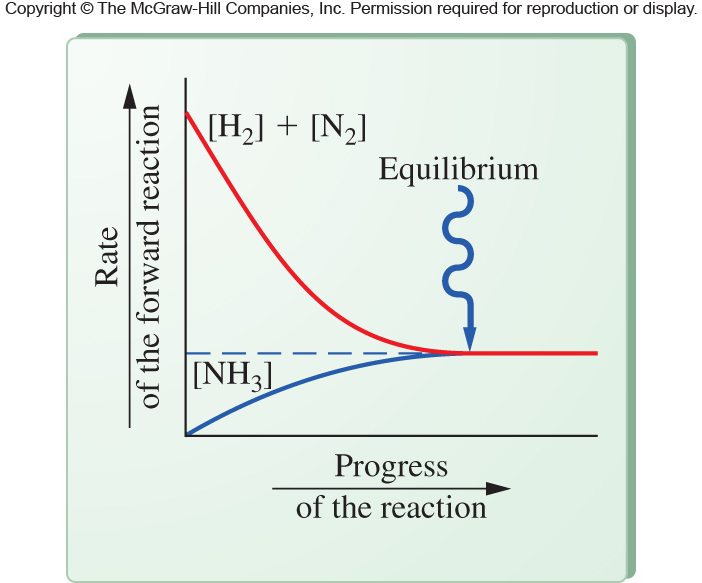 Copyright © The McGraw-Hill Companies, Inc. Permission required for reproduction or display.
[H₂] + [N₂]
Equilibrium
Rate
of the forward reaction
[NH₃]
Progress
of the reaction